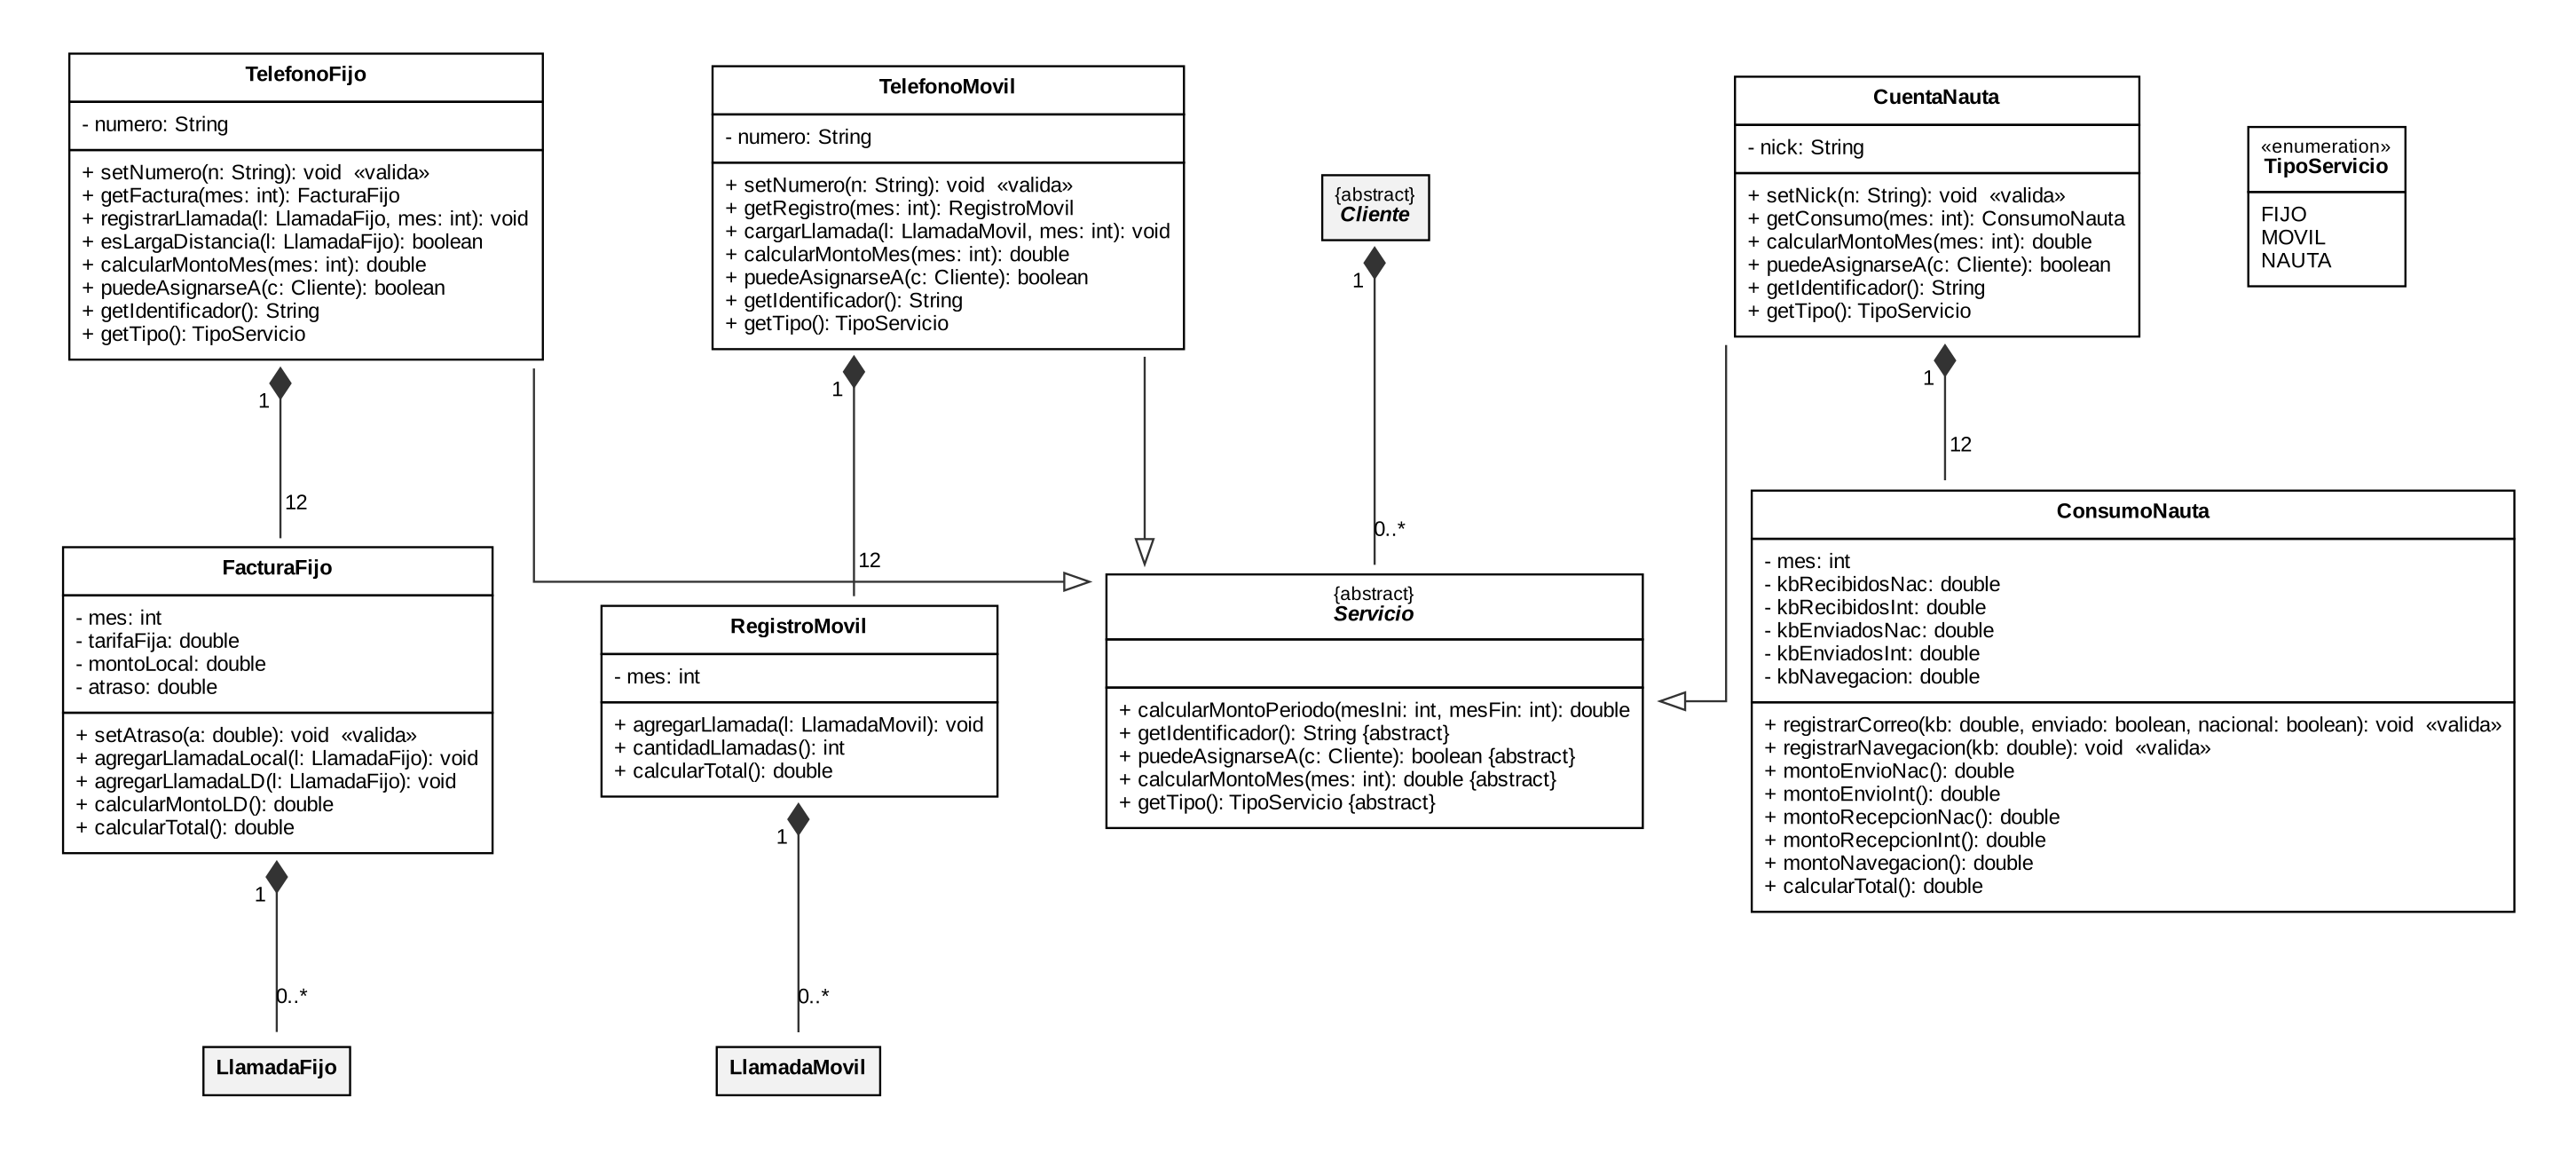 TelefonoFijo
- numero: String
+ setNumero(n: String): void «valida»
+ getFactura(mes: int): FacturaFijo
+ registrarLlamada(l: LlamadaFijo, mes: int): void
+ esLargaDistancia(l: LlamadaFijo): boolean
+ calcularMontoMes(mes: int): double
+ puedeAsignarseA(c: Cliente): boolean
+ getIdentificador(): String
+ getTipo(): TipoServicio
TelefonoMovil
- numero: String
+ setNumero(n: String): void «valida»
+ getRegistro(mes: int): RegistroMovil
+ cargarLlamada(l: LlamadaMovil, mes: int): void
+ calcularMontoMes(mes: int): double
+ puedeAsignarseA(c: Cliente): boolean
+ getIdentificador(): String
+ getTipo(): TipoServicio
{abstract}
Cliente
CuentaNauta
- nick: String
+ setNick(n: String): void «valida»
+ getConsumo(mes: int): ConsumoNauta
+ calcularMontoMes(mes: int): double
+ puedeAsignarseA(c: Cliente): boolean
+ getIdentificador(): String
+ getTipo(): TipoServicio
«enumeration»
TipoServicio
FIJO
MOVIL
NAUTA
1
12
1
12
1
0..*
1
12
FacturaFijo
- mes: int
- tarifaFija: double
- montoLocal: double
- atraso: double
+ setAtraso(a: double): void «valida»
+ agregarLlamadaLocal(l: LlamadaFijo): void
+ agregarLlamadaLD(l: LlamadaFijo): void
+ calcularMontoLD(): double
+ calcularTotal(): double
RegistroMovil
- mes: int
+ agregarLlamada(l: LlamadaMovil): void
+ cantidadLlamadas(): int
+ calcularTotal(): double
{abstract}
Servicio
+ calcularMontoPeriodo(mesIni: int, mesFin: int): double
+ getIdentificador(): String {abstract}
+ puedeAsignarseA(c: Cliente): boolean {abstract}
+ calcularMontoMes(mes: int): double {abstract}
+ getTipo(): TipoServicio {abstract}
ConsumoNauta
- mes: int
- kbRecibidosNac: double
- kbRecibidosInt: double
- kbEnviadosNac: double
- kbEnviadosInt: double
- kbNavegacion: double
+ registrarCorreo(kb: double, enviado: boolean, nacional: boolean): void «valida»
+ registrarNavegacion(kb: double): void «valida»
+ montoEnvioNac(): double
+ montoEnvioInt(): double
+ montoRecepcionNac(): double
+ montoRecepcionInt(): double
+ montoNavegacion(): double
+ calcularTotal(): double
1
0..*
1
0..*
LlamadaFijo
LlamadaMovil